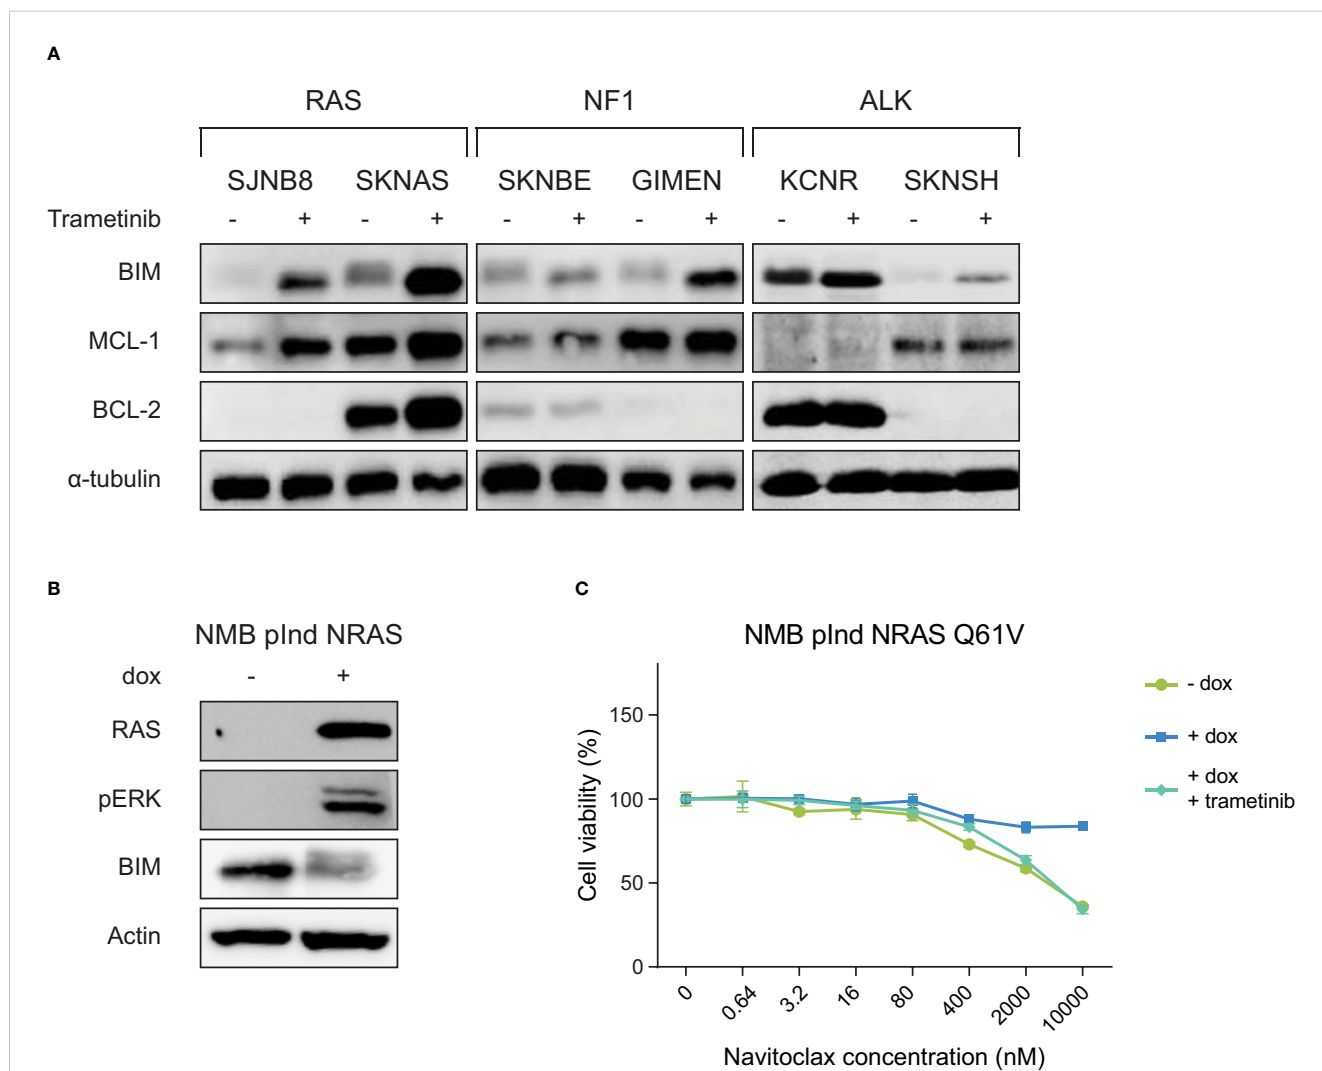 A
RAS NF1 ALK
SJNB8 SKNAS SKNBE GIMEN KCNR SKNSH
Trametinib - + - + - + - + - + - +
BIM
MCL-1
BCL-2
α-tubulin
B
NMB pInd NRAS
dox - +
RAS
pERK
BIM
Actin
C
NMB pInd NRAS Q61V
Cell viability (%)
150
100
50
0
0 0.64 3.2 16 80 400 2000 10000
Navitoclax concentration (nM)
- dox
+ dox
+ dox
+ trametinib